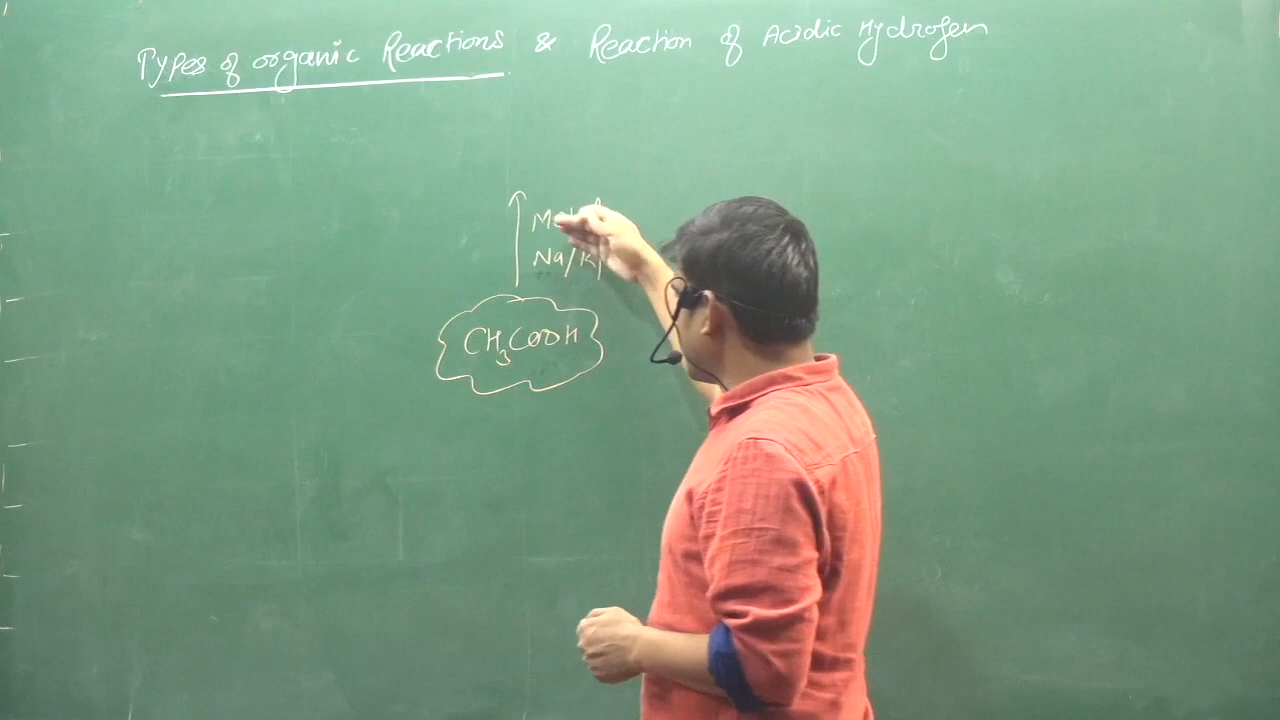 Types of organic Reactions & Reaction of Acidic Hydrogen
Na/K/
CH₃COOH